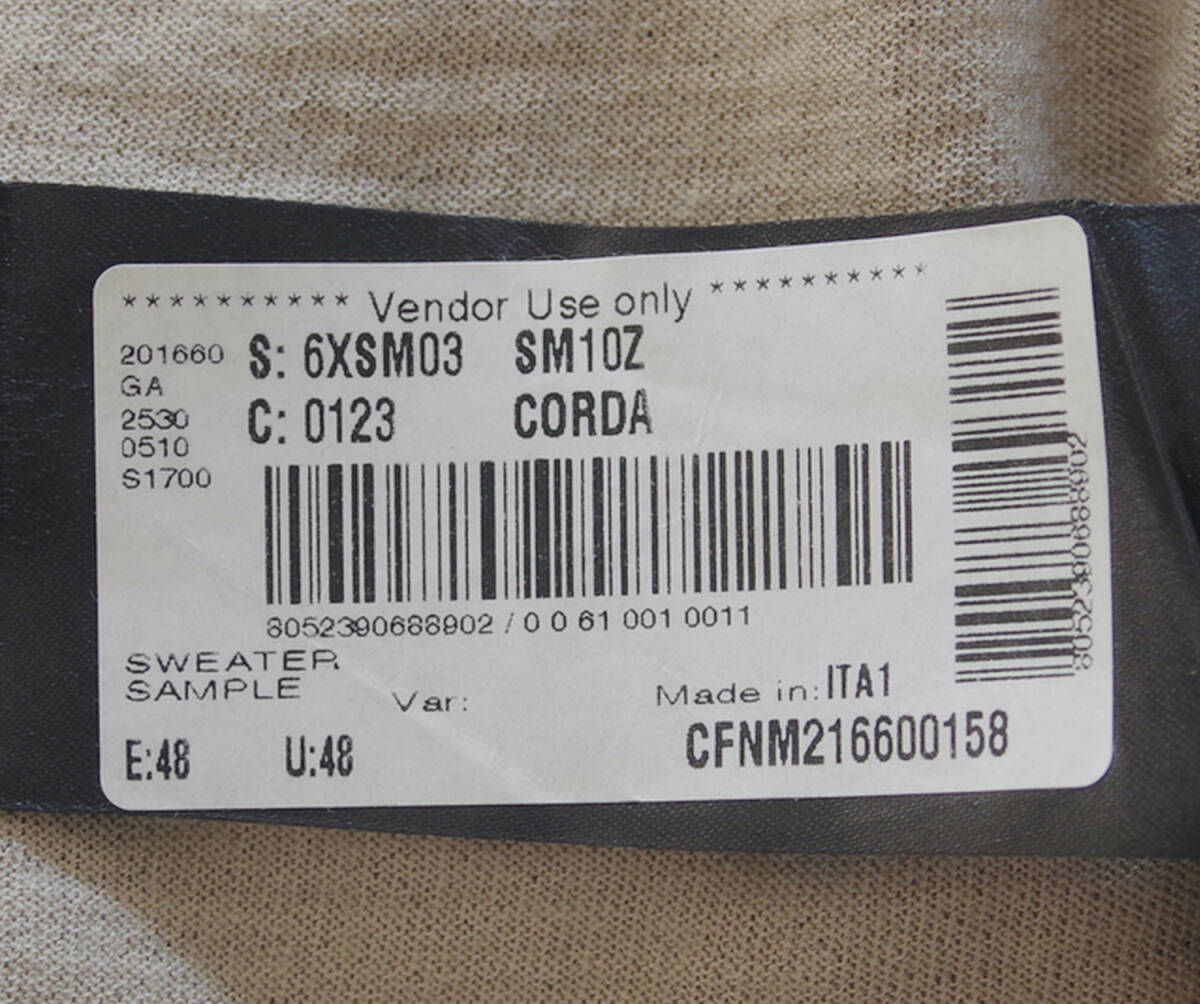 ********** Vendor Use only **********
201660 S: 6XSM03 SM10Z
GA
2530 C: 0123 CORDA
0510
S1700
8052390688902 / 0 0 61 001 0011
8052390688902
SWEATER
SAMPLE Var: Made in: ITA1
E:48 U:48 CFNM216600158